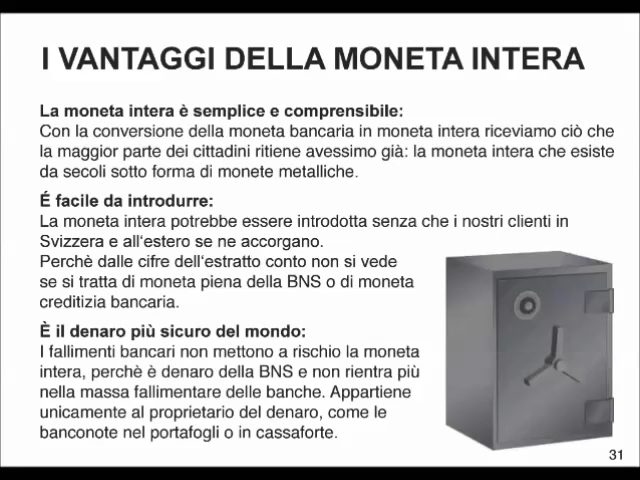 I VANTAGGI DELLA MONETA INTERA
La moneta intera è semplice e comprensibile:
Con la conversione della moneta bancaria in moneta intera riceviamo ciò che
la maggior parte dei cittadini ritiene avessimo già: la moneta intera che esiste
da secoli sotto forma di monete metalliche.
É facile da introdurre:
La moneta intera potrebbe essere introdotta senza che i nostri clienti in
Svizzera e all'estero se ne accorgano.
Perchè dalle cifre dell'estratto conto non si vede
se si tratta di moneta piena della BNS o di moneta
creditizia bancaria.
È il denaro più sicuro del mondo:
I fallimenti bancari non mettono a rischio la moneta
intera, perchè è denaro della BNS e non rientra più
nella massa fallimentare delle banche. Appartiene
unicamente al proprietario del denaro, come le
banconote nel portafogli o in cassaforte.
31